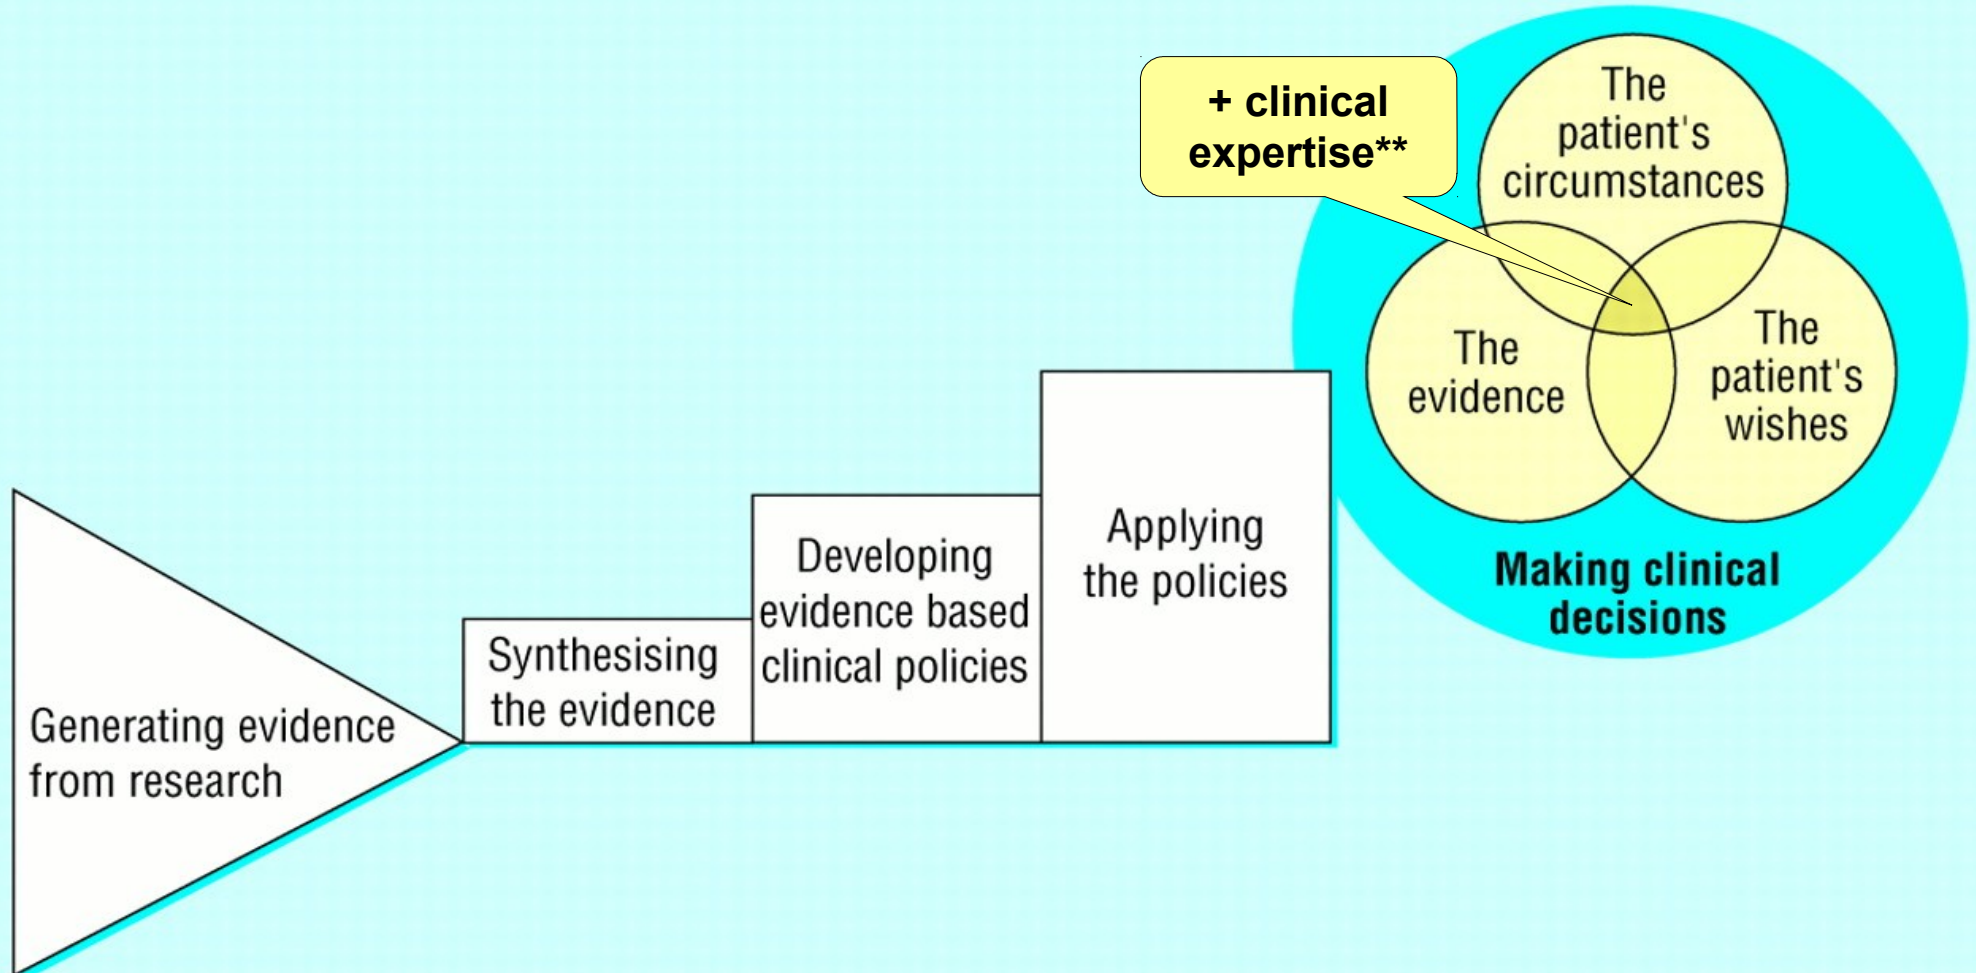 Generating evidence
from research
Synthesising
the evidence
Developing
evidence based
clinical policies
Applying
the policies
+ clinical
expertise**
The
patient's
circumstances
The
evidence
The
patient's
wishes
Making clinical
decisions